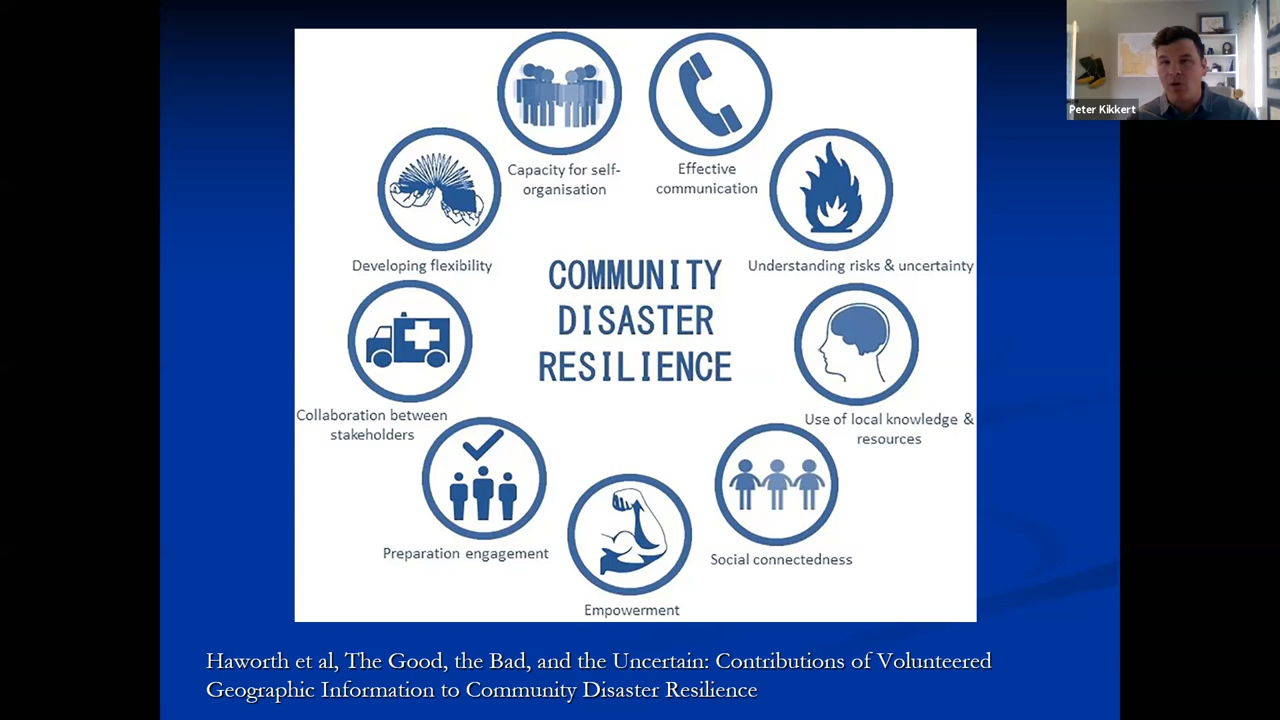 Peter Kikkert
Capacity for self-
organisation
Effective
communication
Developing flexibility
Understanding risks & uncertainty
COMMUNITY
DISASTER
RESILIENCE
Collaboration between
stakeholders
Use of local knowledge &
resources
Preparation engagement
Social connectedness
Empowerment
Haworth et al, The Good, the Bad, and the Uncertain: Contributions of Volunteered
Geographic Information to Community Disaster Resilience